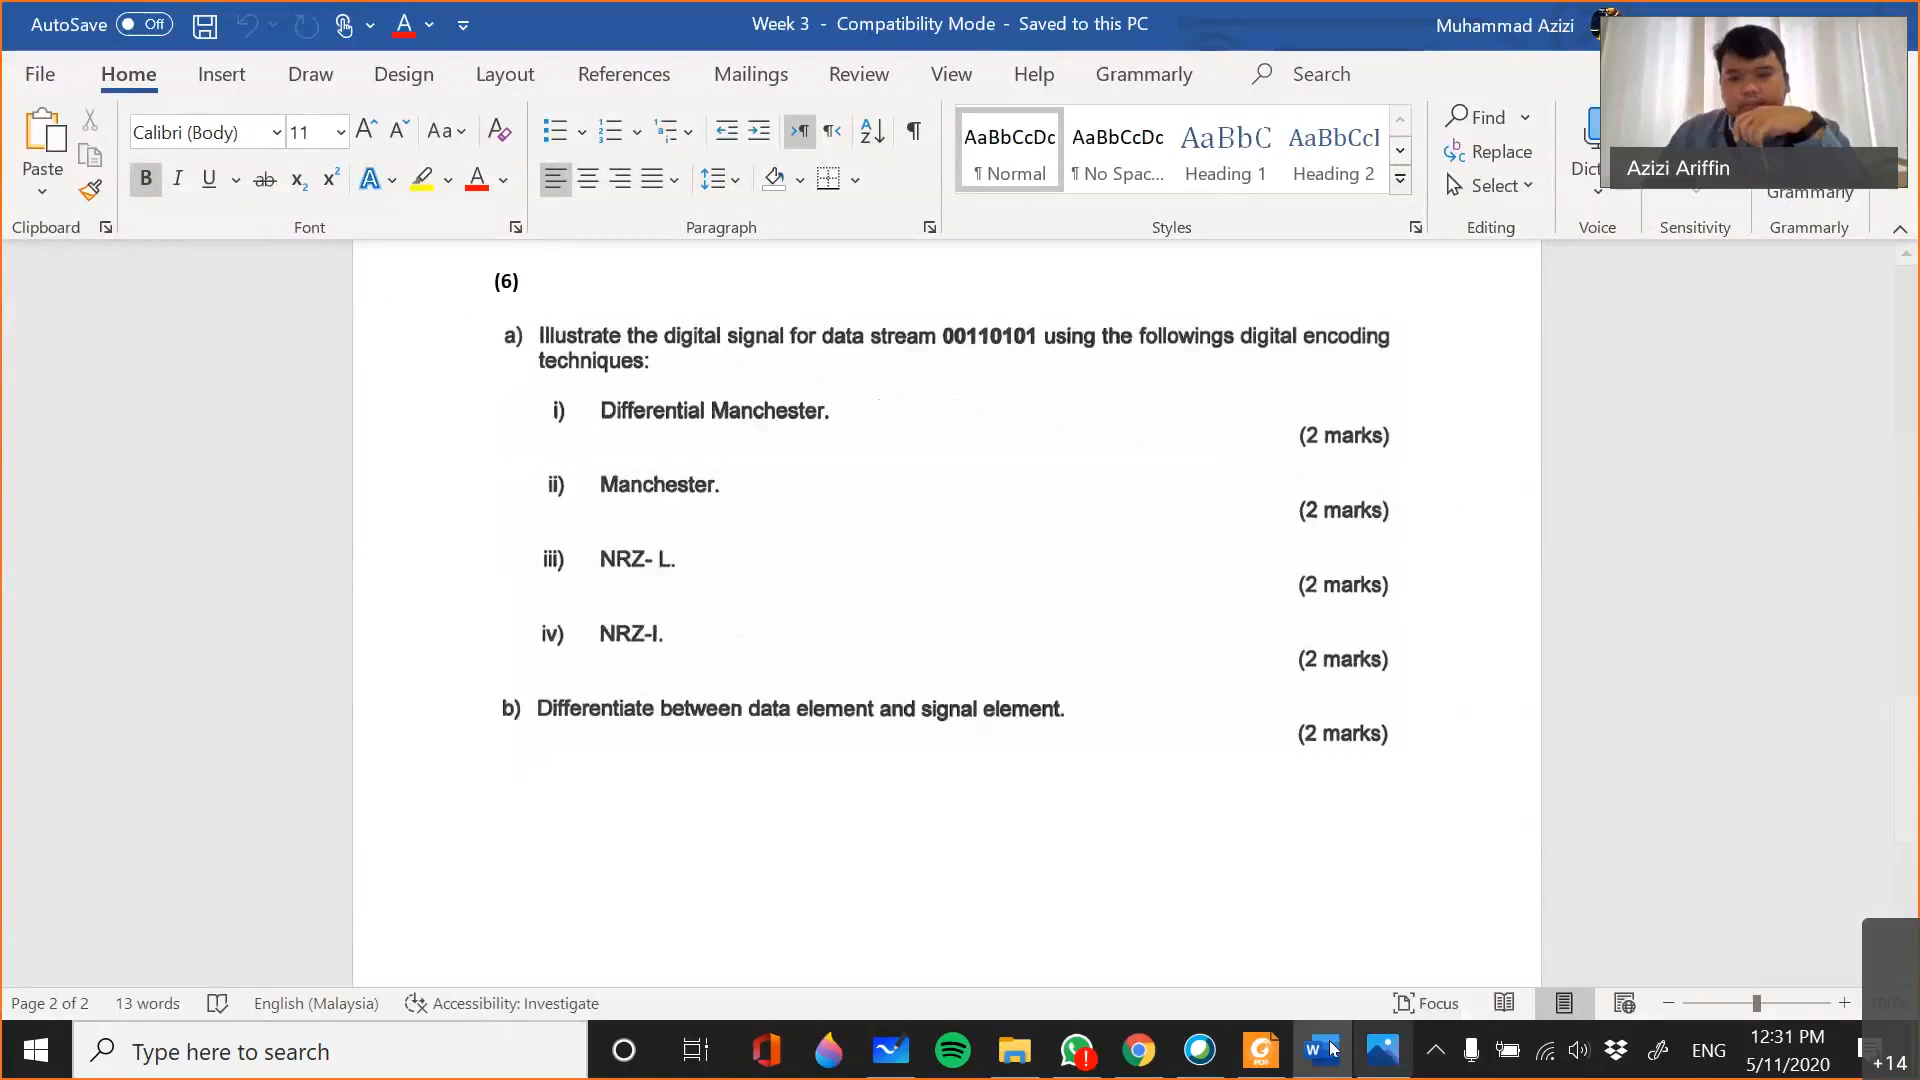 AutoSave Off
Week 3 - Compatibility Mode - Saved to this PC
Muhammad Azizi
File Home Insert Draw Design Layout References Mailings Review View Help Grammarly Search
Calibri (Body) 11
AaBbCcDc AaBbCcDc AaBbC AaBbCcI
¶ Normal ¶ No Spac... Heading 1 Heading 2
Paste
Find
Replace
Select
Dict
Azizi Ariffin
Grammarly
Clipboard Font Paragraph Styles Editing Voice Sensitivity Grammarly
(6)
a) Illustrate the digital signal for data stream 00110101 using the followings digital encoding
techniques:
i) Differential Manchester.
(2 marks)
ii) Manchester.
(2 marks)
iii) NRZ- L.
(2 marks)
iv) NRZ-I.
(2 marks)
b) Differentiate between data element and signal element.
(2 marks)
Page 2 of 2 13 words English (Malaysia) Accessibility: Investigate Focus
Type here to search
ENG
12:31 PM
5/11/2020
+14